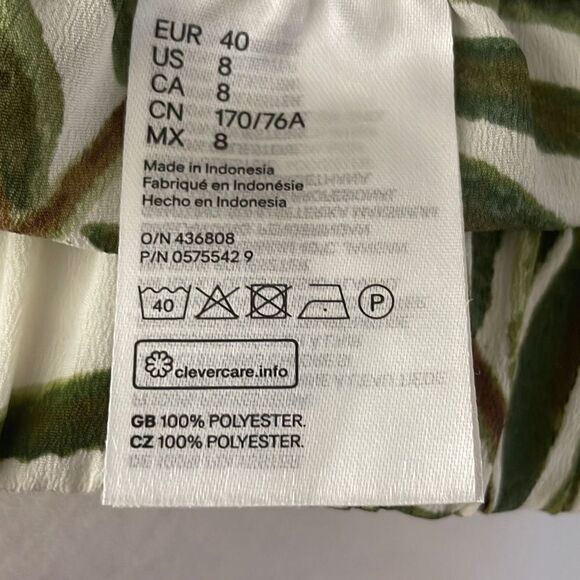 EUR 40
US 8
CA 8
CN 170/76A
MX 8
Made in Indonesia
Fabriqué en Indonésie
Hecho en Indonesia
O/N 436808
P/N 0575542 9
40
P
clevercare.info
GB 100% POLYESTER.
CZ 100% POLYESTER.